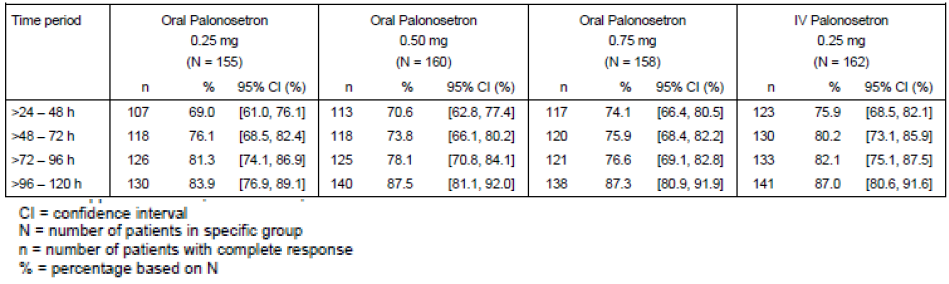 Time period Oral Palonosetron Oral Palonosetron Oral Palonosetron IV Palonosetron
0.25 mg 0.50 mg 0.75 mg 0.25 mg
(N = 155) (N = 160) (N = 158) (N = 162)
n % 95% CI (%) n % 95% CI (%) n % 95% CI (%) n % 95% CI (%)
>24 – 48 h 107 69.0 [61.0, 76.1] 113 70.6 [62.8, 77.4] 117 74.1 [66.4, 80.5] 123 75.9 [68.5, 82.1]
>48 – 72 h 118 76.1 [68.5, 82.4] 118 73.8 [66.1, 80.2] 120 75.9 [68.4, 82.2] 130 80.2 [73.1, 85.9]
>72 – 96 h 126 81.3 [74.1, 86.9] 125 78.1 [70.8, 84.1] 121 76.6 [69.1, 82.8] 133 82.1 [75.1, 87.5]
>96 – 120 h 130 83.9 [76.9, 89.1] 140 87.5 [81.1, 92.0] 138 87.3 [80.9, 91.9] 141 87.0 [80.6, 91.6]
CI = confidence interval
N = number of patients in specific group
n = number of patients with complete response
% = percentage based on N